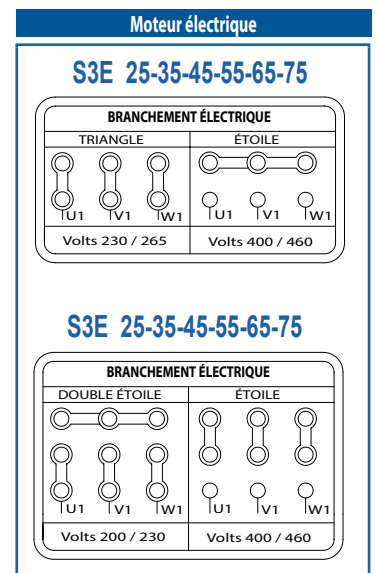 Moteur électrique
S3E 25-35-45-55-65-75
BRANCHEMENT ÉLECTRIQUE
TRIANGLE ÉTOILE
U1 V1 W1 U1 V1 W1
Volts 230 / 265 Volts 400 / 460
S3E 25-35-45-55-65-75
BRANCHEMENT ÉLECTRIQUE
DOUBLE ÉTOILE ÉTOILE
U1 V1 W1 U1 V1 W1
Volts 200 / 230 Volts 400 / 460